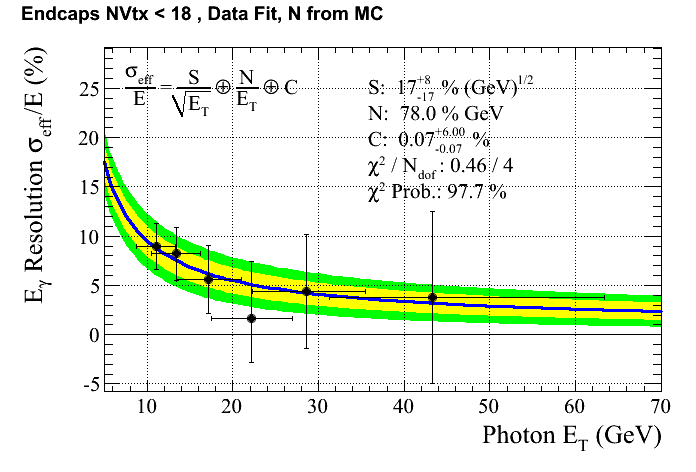 Endcaps NVtx < 18 , Data Fit, N from MC
σeff/E = S/√ET ⊕ N/ET ⊕ C
S: 17 +8 -17 % (GeV)1/2
N: 78.0 % GeV
C: 0.07 +6.00 -0.07 %
χ2 / Ndof : 0.46 / 4
χ2 Prob.: 97.7 %
Eγ Resolution σeff/E (%)
25
20
15
10
5
0
-5
10 20 30 40 50 60 70
Photon ET (GeV)